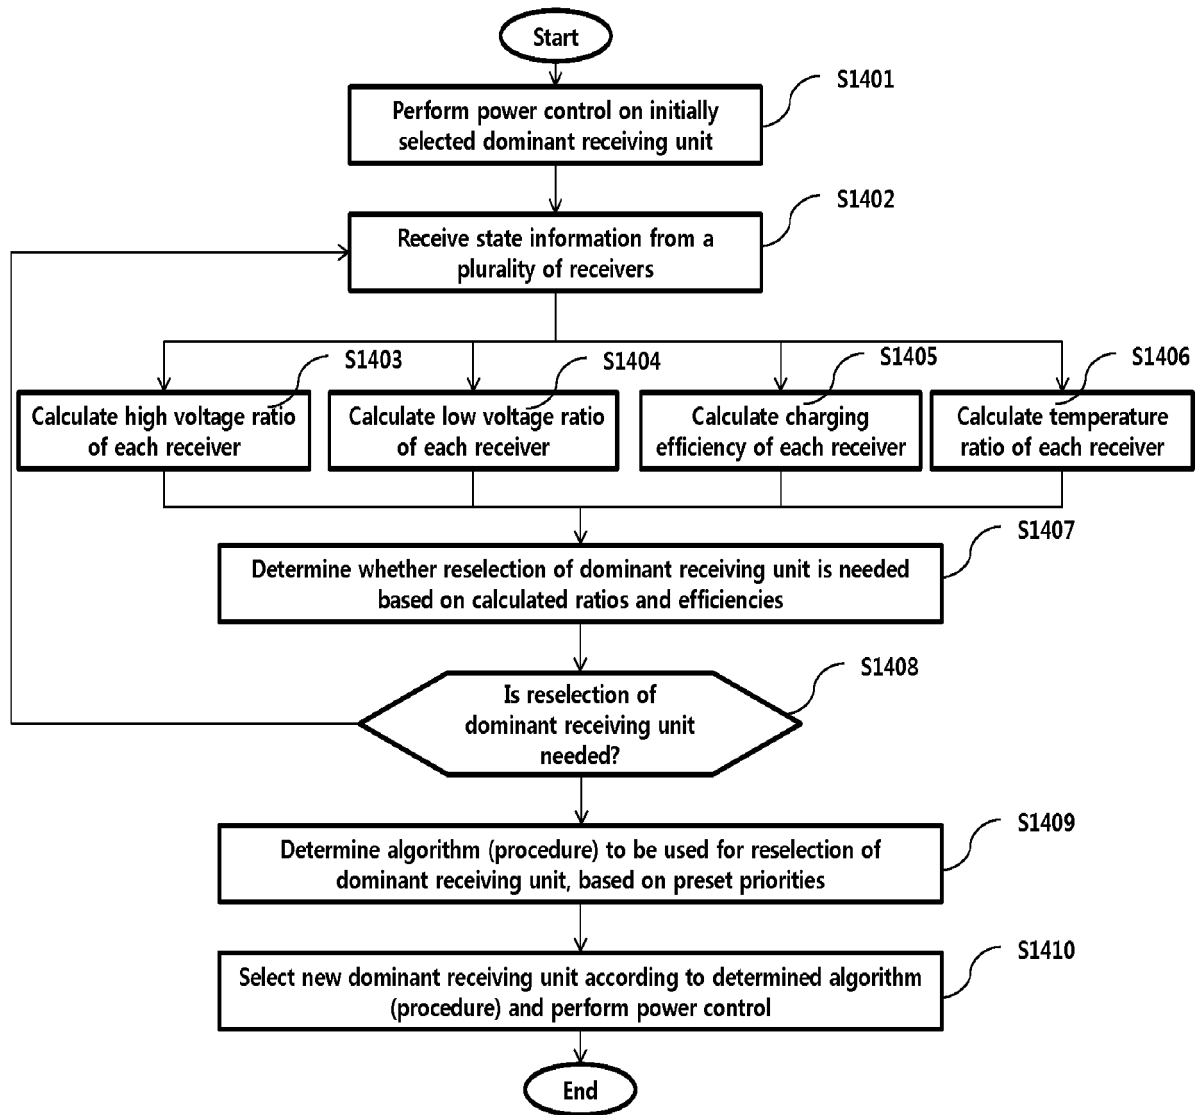 Start
S1401
Perform power control on initially
selected dominant receiving unit
S1402
Receive state information from a
plurality of receivers
S1403
S1404
S1405
S1406
Calculate high voltage ratio
of each receiver
Calculate low voltage ratio
of each receiver
Calculate charging
efficiency of each receiver
Calculate temperature
ratio of each receiver
S1407
Determine whether reselection of dominant receiving unit is needed
based on calculated ratios and efficiencies
S1408
Is reselection of
dominant receiving unit
needed?
S1409
Determine algorithm (procedure) to be used for reselection of
dominant receiving unit, based on preset priorities
S1410
Select new dominant receiving unit according to determined algorithm
(procedure) and perform power control
End